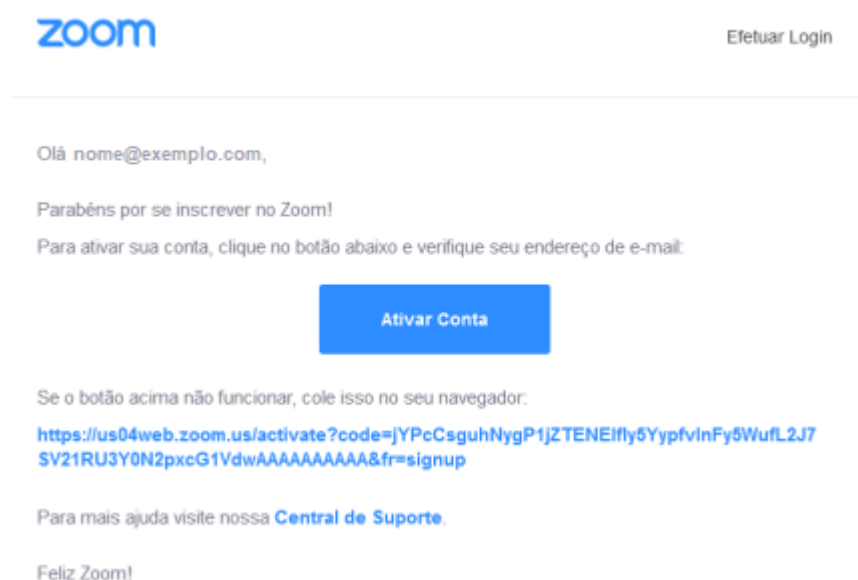 zoom
Efetuar Login
Olá nome@exemplo.com,
Parabéns por se inscrever no Zoom!
Para ativar sua conta, clique no botão abaixo e verifique seu endereço de e-mail:
Ativar Conta
Se o botão acima não funcionar, cole isso no seu navegador:
https://us04web.zoom.us/activate?code=jYPcCsguhNygP1jZTENEIfly5YypfvInFy5WufL2J7
SV21RU3Y0N2pxcG1VdwAAAAAAAAAA&fr=signup
Para mais ajuda visite nossa Central de Suporte.
Feliz Zoom!